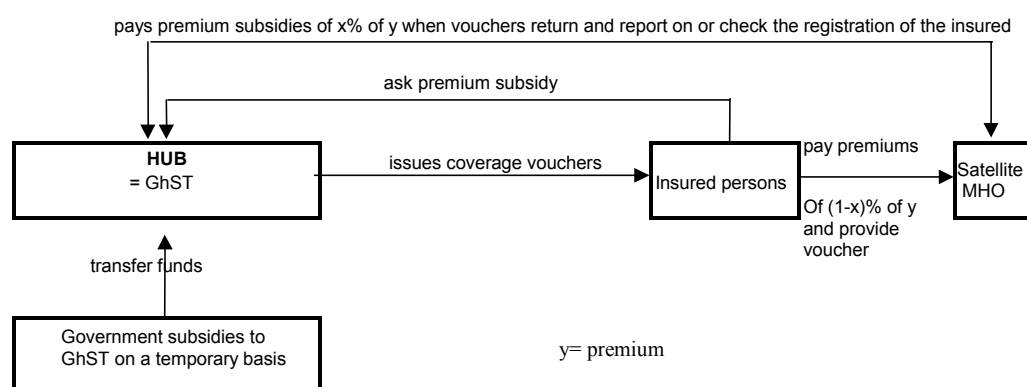 pays premium subsidies of x% of y when vouchers return and report on or check the registration of the insured
ask premium subsidy
HUB
= GhST
issues coverage vouchers
Insured persons
pay premiums
Of (1-x)% of y
and provide
voucher
Satellite
MHO
transfer funds
Government subsidies to
GhST on a temporary basis
y= premium